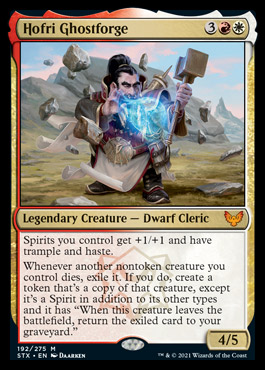 Hofri Ghostforge 3
Legendary Creature — Dwarf Cleric
Spirits you control get +1/+1 and have
trample and haste.
Whenever another nontoken creature you
control dies, exile it. If you do, create a
token that's a copy of that creature, except
it's a Spirit in addition to its other types
and it has “When this creature leaves the
battlefield, return the exiled card to your
graveyard.”
4/5
192/275 M
STX • EN DAARKEN
™ & © 2021 Wizards of the Coast